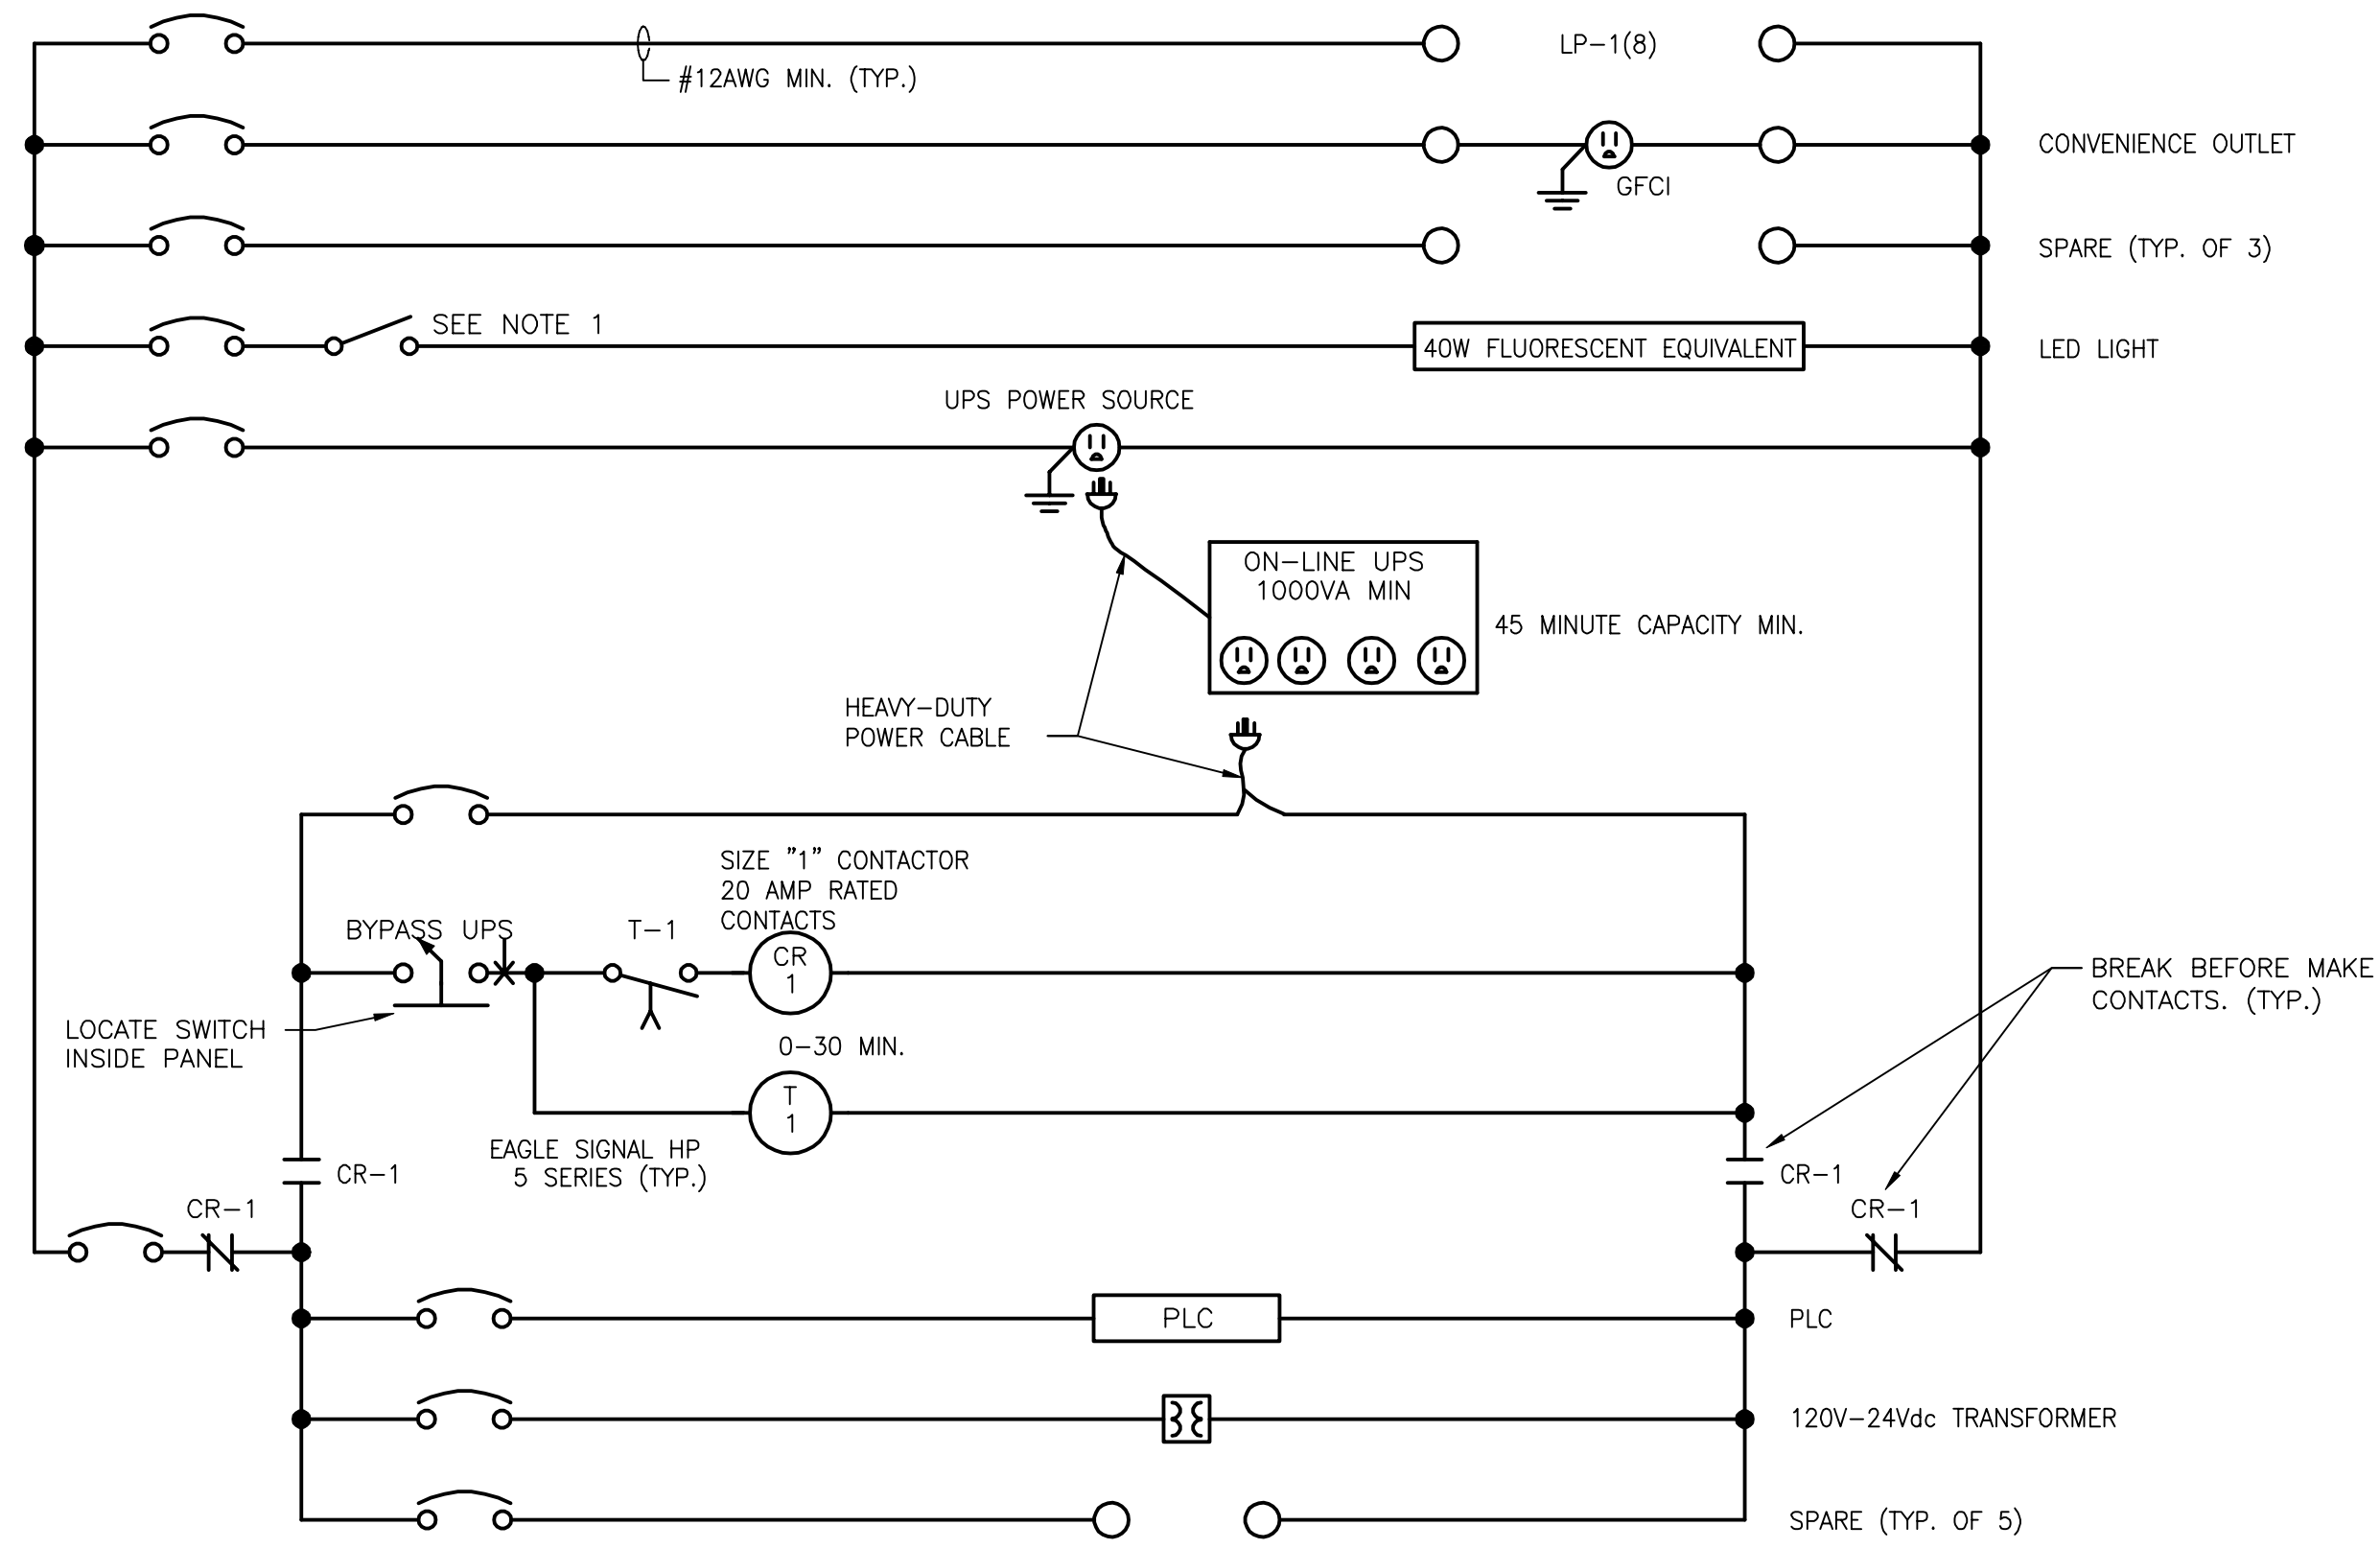 LP-1(8)
#12AWG MIN. (TYP.)
CONVENIENCE OUTLET
GFCI
SPARE (TYP. OF 3)
SEE NOTE 1
40W FLUORESCENT EQUIVALENT
LED LIGHT
UPS POWER SOURCE
ON-LINE UPS
1000VA MIN
45 MINUTE CAPACITY MIN.
HEAVY-DUTY
POWER CABLE
SIZE "1" CONTACTOR
20 AMP RATED
CONTACTS
BYPASS UPS
T-1
CR
1
BREAK BEFORE MAKE
CONTACTS. (TYP.)
LOCATE SWITCH
INSIDE PANEL
0-30 MIN.
T
1
EAGLE SIGNAL HP
5 SERIES (TYP.)
CR-1
CR-1
CR-1
CR-1
PLC
PLC
120V-24Vdc TRANSFORMER
SPARE (TYP. OF 5)